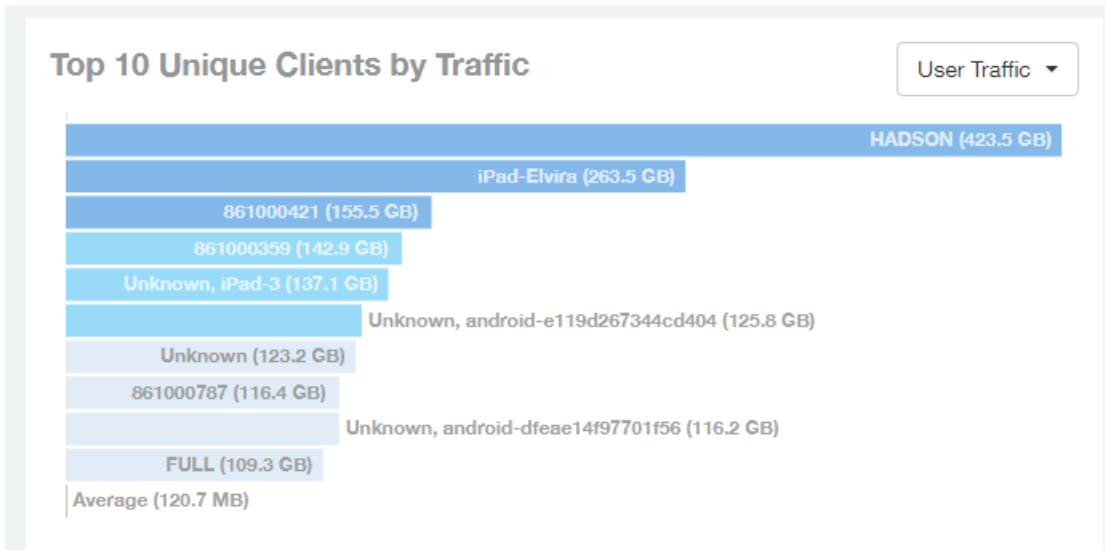 Top 10 Unique Clients by Traffic
User Traffic
HADSON (423.5 GB)
iPad-Elvira (263.5 GB)
861000421 (155.5 GB)
861000359 (142.9 GB)
Unknown, iPad-3 (137.1 GB)
Unknown, android-e119d267344cd404 (125.8 GB)
Unknown (123.2 GB)
861000787 (116.4 GB)
Unknown, android-dfeae14f97701f56 (116.2 GB)
FULL (109.3 GB)
Average (120.7 MB)